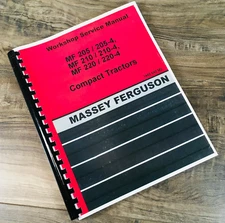 Workshop Service Manual
MF 205 / 205-4,
MF 210 / 210-4,
MF 220 / 220-4
Compact Tractors
MASSEY FERGUSON